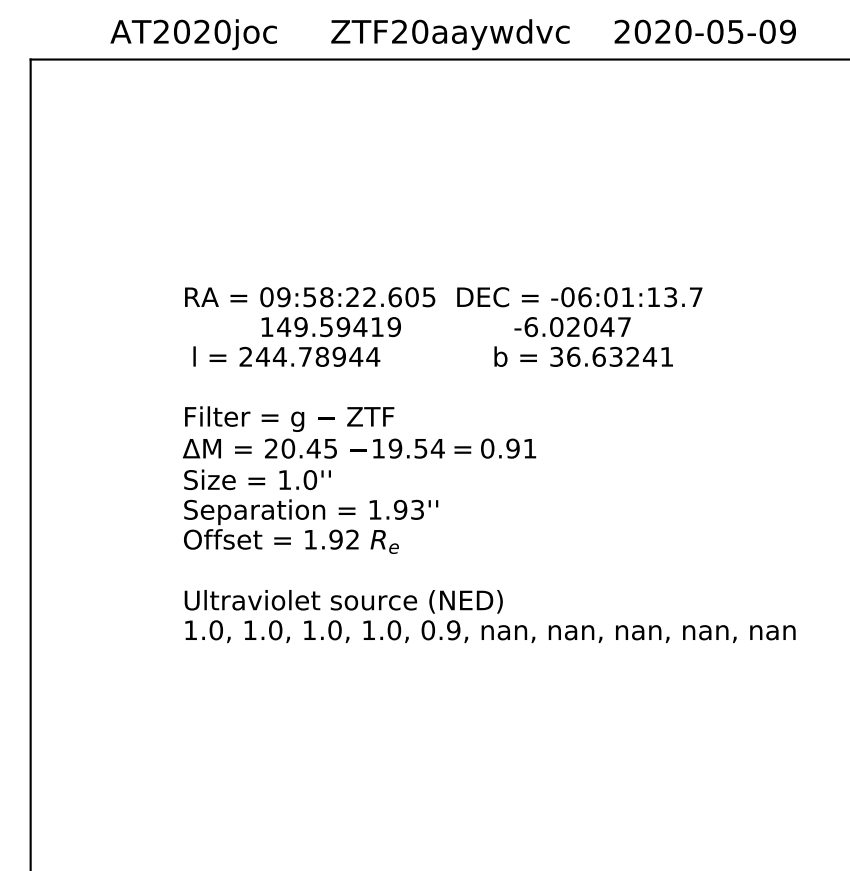 AT2020joc ZTF20aaywdvc 2020-05-09
RA = 09:58:22.605 DEC = -06:01:13.7
149.59419 -6.02047
l = 244.78944 b = 36.63241
Filter = g − ZTF
ΔM = 20.45 −19.54 = 0.91
Size = 1.0''
Separation = 1.93''
Offset = 1.92 Rₑ
Ultraviolet source (NED)
1.0, 1.0, 1.0, 1.0, 0.9, nan, nan, nan, nan, nan